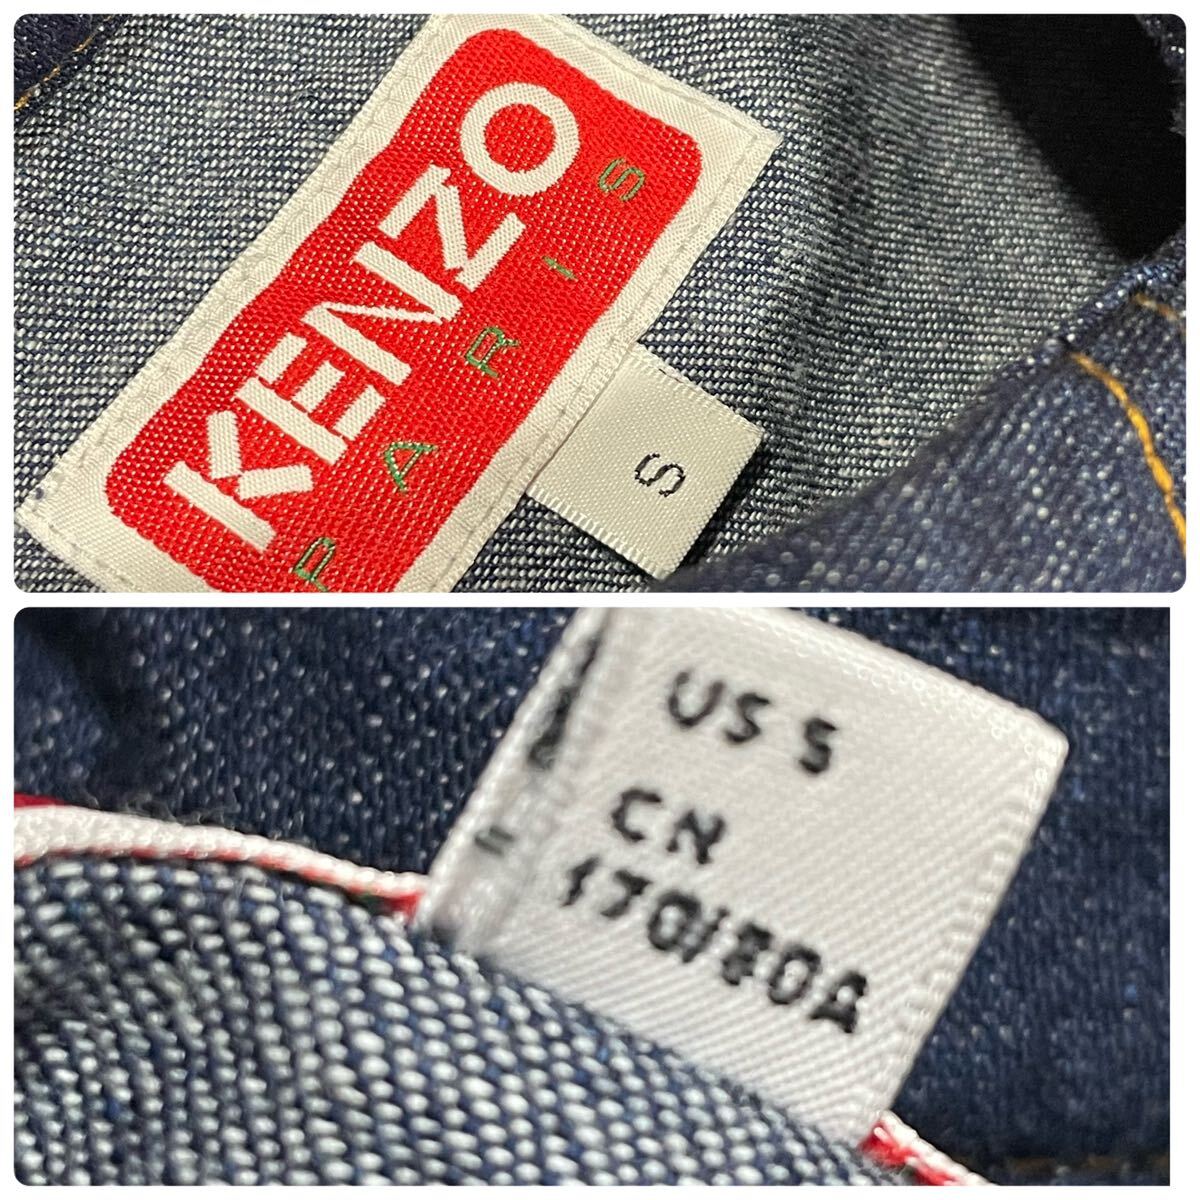 KENZO
PARIS
S
US S
CN
170/80A